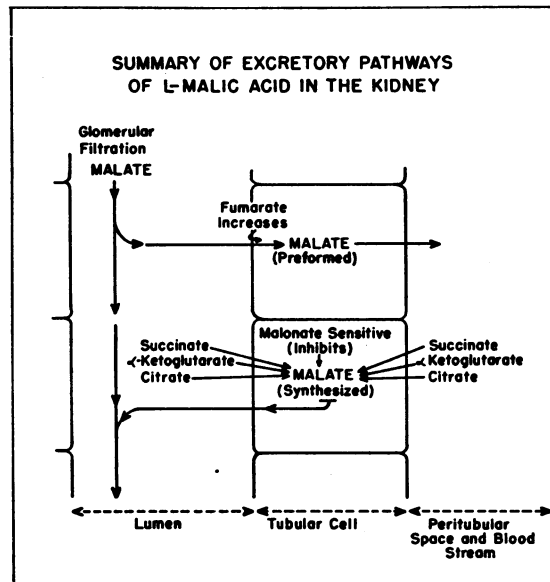 SUMMARY OF EXCRETORY PATHWAYS
OF L-MALIC ACID IN THE KIDNEY
Glomerular
Filtration
MALATE
Fumarate
Increases
MALATE
(Preformed)
Malonate Sensitive
(Inhibits)
Succinate
α-Ketoglutarate
Citrate
MALATE
(Synthesized)
Succinate
α Ketoglutarate
Citrate
Lumen
Tubular Cell
Peritubular
Space and Blood
Stream